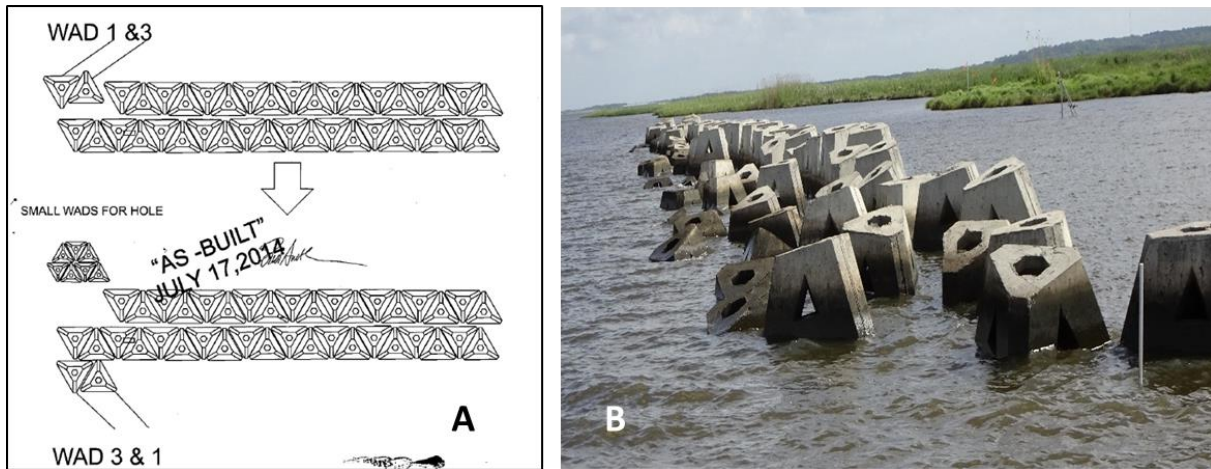 WAD 1 &3
SMALL WADS FOR HOLE
"AS -BUILT"
JULY 17,2014
WAD 3 & 1
A
B